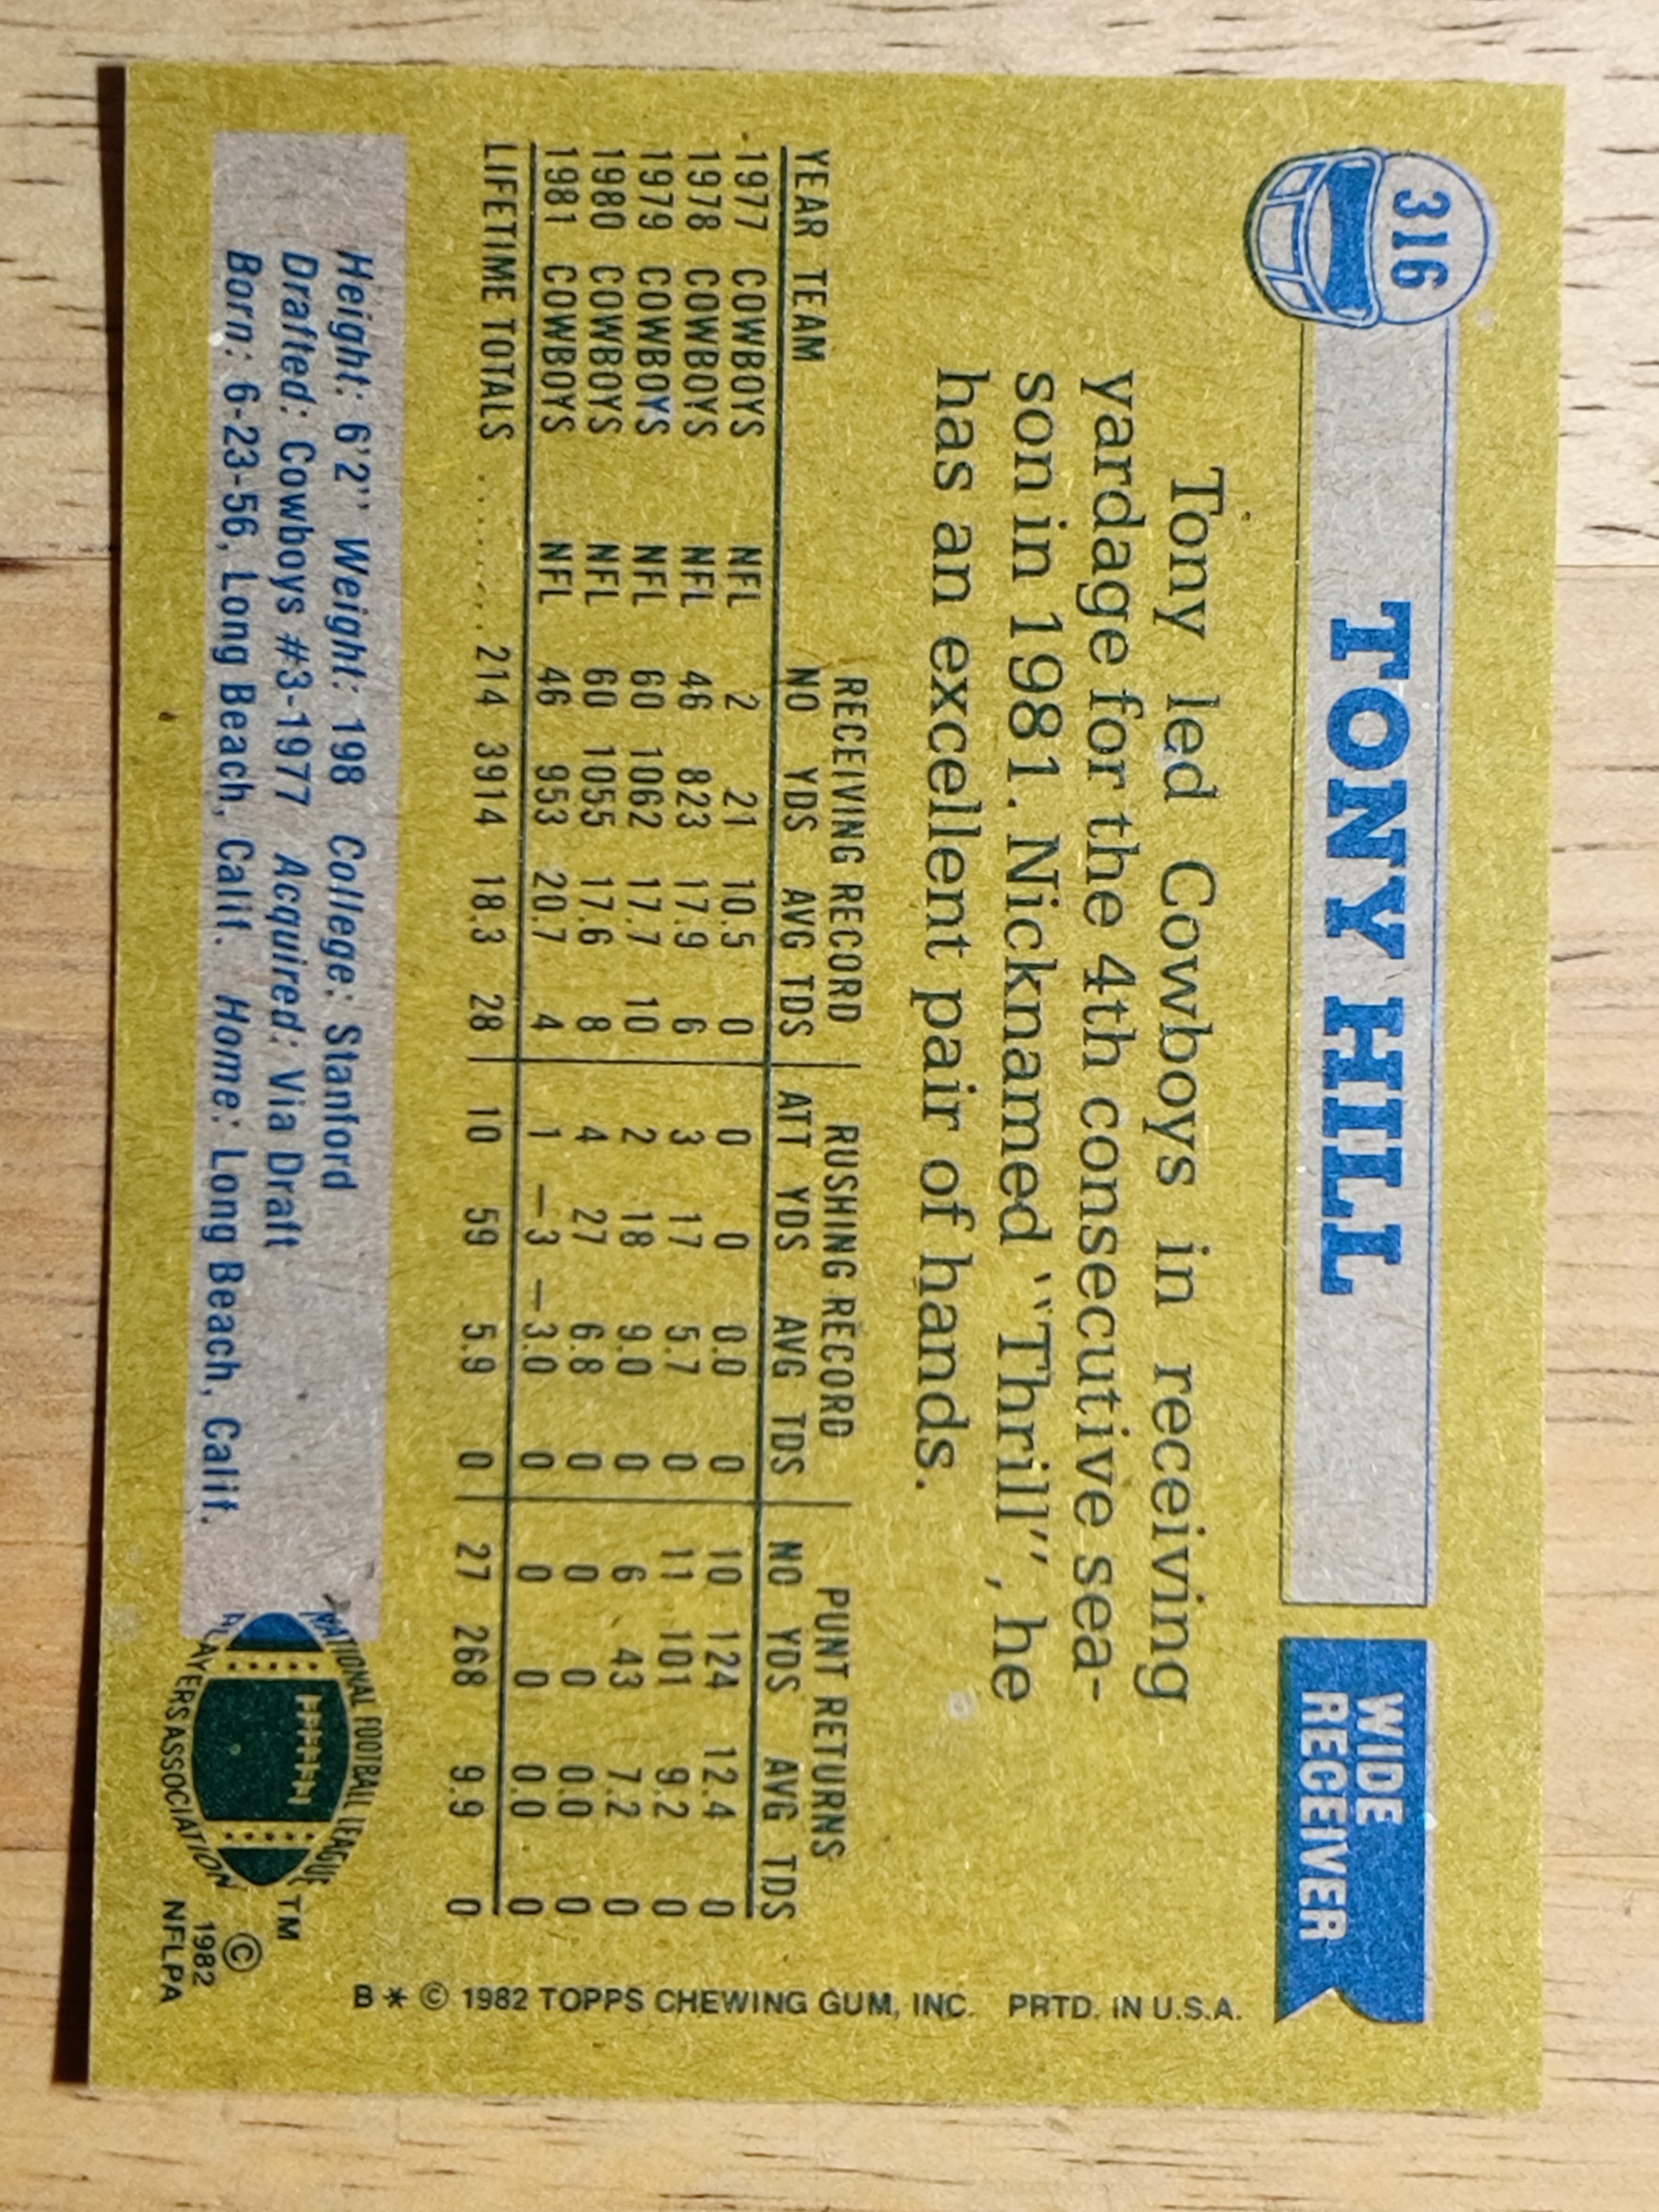 316
TONY HILL
WIDE
RECEIVER
Tony led Cowboys in receiving
yardage for the 4th consecutive sea-
son in 1981. Nicknamed "Thrill", he
has an excellent pair of hands.
RECEIVING RECORD RUSHING RECORD PUNT RETURNS
YEAR TEAM NO YDS AVG TDS ATT YDS AVG TDS NO YDS AVG TDS
1977 COWBOYS NFL 2 21 10.5 0 0 0 0.0 0 10 124 12.4 0
1978 COWBOYS NFL 46 823 17.9 6 3 17 5.7 0 11 101 9.2 0
1979 COWBOYS NFL 60 1062 17.7 10 2 18 9.0 0 6 43 7.2 0
1980 COWBOYS NFL 60 1055 17.6 8 4 27 6.8 0 0 0 0.0 0
1981 COWBOYS NFL 46 953 20.7 4 1 —3 —3.0 0 0 0 0.0 0
LIFETIME TOTALS ......... 214 3914 18.3 28 10 59 5.9 0 27 268 9.9 0
Height: 6'2" Weight: 198 College: Stanford
Drafted: Cowboys #3-1977 Acquired: Via Draft
Born: 6-23-56, Long Beach, Calif. Home: Long Beach, Calif.
NATIONAL FOOTBALL LEAGUE
PLAYERS ASSOCIATION
TM
©
1982
NFLPA
B * © 1982 TOPPS CHEWING GUM, INC. PRTD. IN U.S.A.